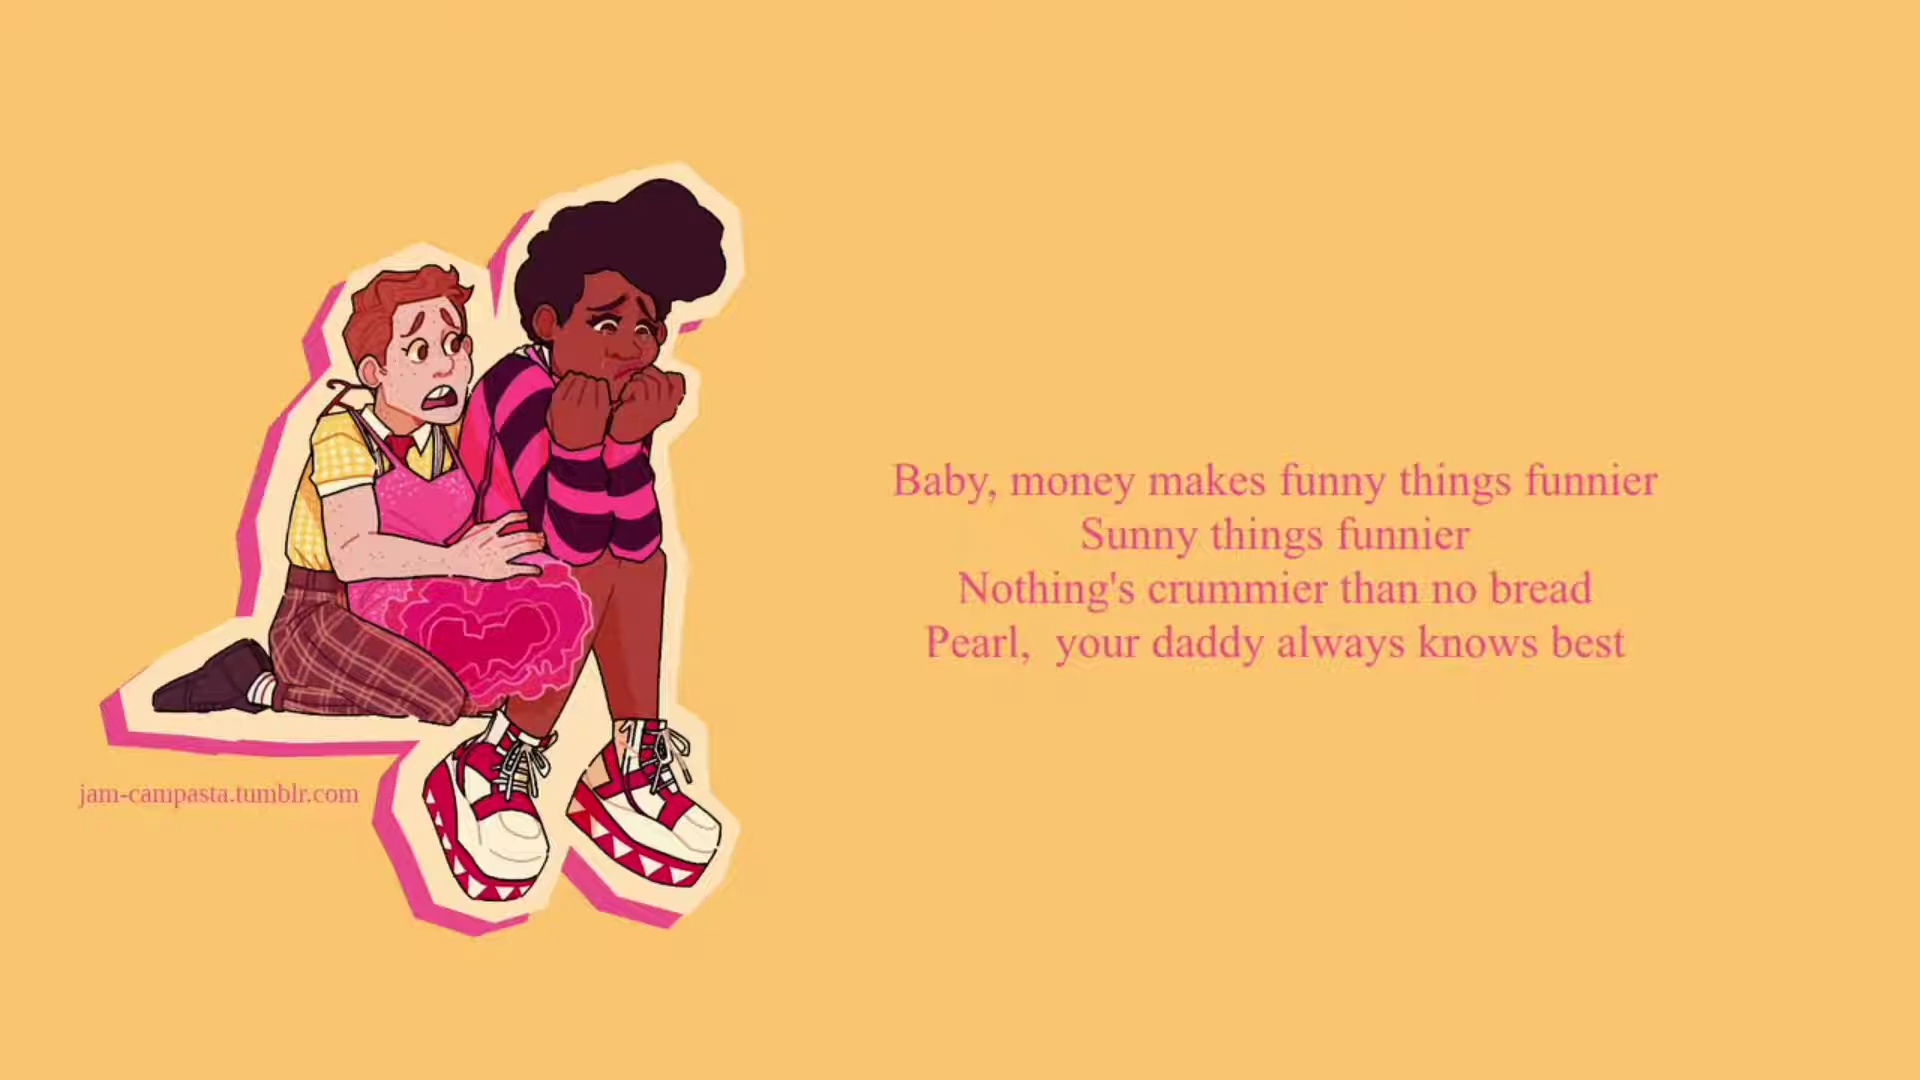 Baby, money makes funny things funnier
Sunny things funnier
Nothing's crummier than no bread
Pearl,  your daddy always knows best
jam-campasta.tumblr.com